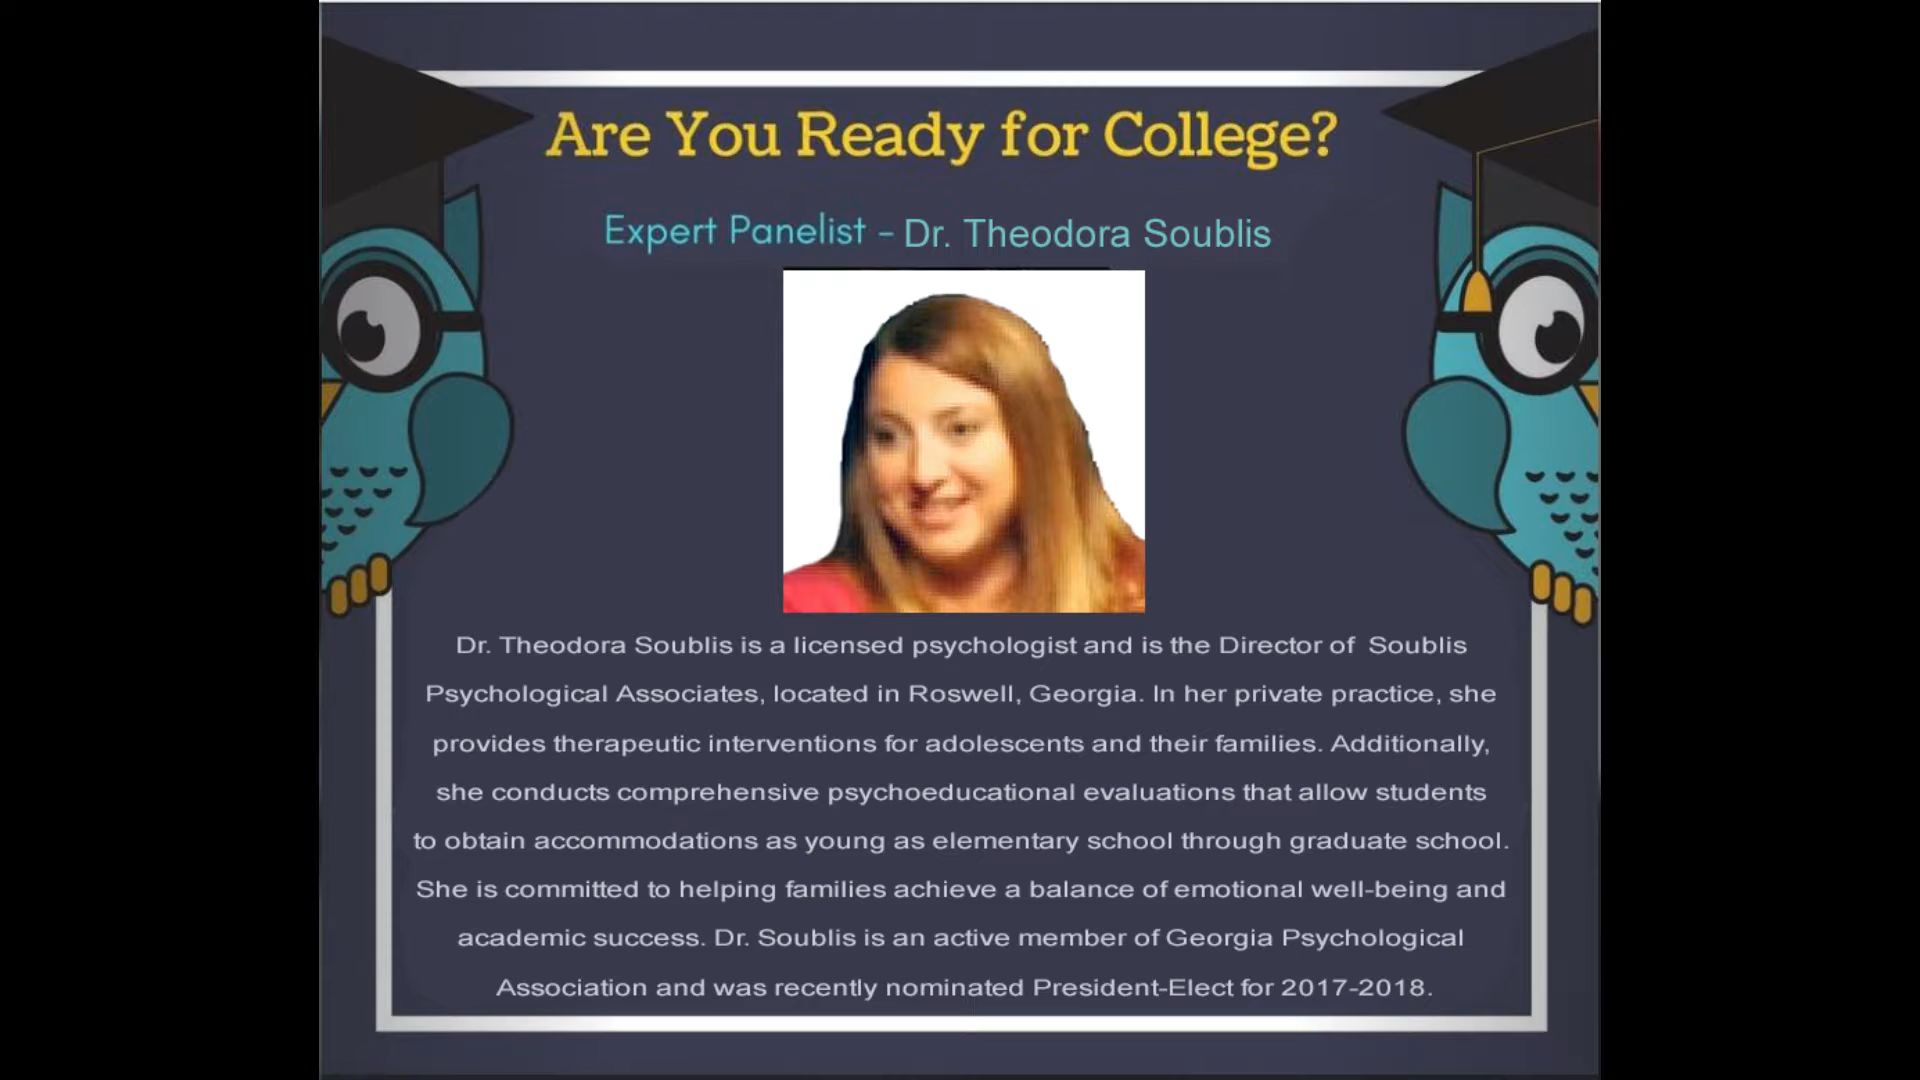 Are You Ready for College?
Expert Panelist - Dr. Theodora Soublis
Dr. Theodora Soublis is a licensed psychologist and is the Director of Soublis
Psychological Associates, located in Roswell, Georgia. In her private practice, she
provides therapeutic interventions for adolescents and their families. Additionally,
she conducts comprehensive psychoeducational evaluations that allow students
to obtain accommodations as young as elementary school through graduate school.
She is committed to helping families achieve a balance of emotional well-being and
academic success. Dr. Soublis is an active member of Georgia Psychological
Association and was recently nominated President-Elect for 2017-2018.